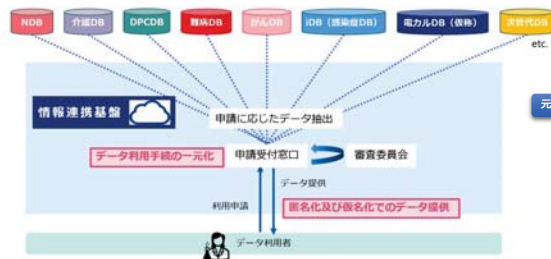 NDB
介護DB
DPCDB
難病DB
がんDB
iDB（感染症DB）
電カルDB（仮称）
次世代DB
etc.
情報連携基盤
申請に応じたデータ抽出
元
データ利用手続の一元化
申請受付窓口
審査委員会
データ提供
利用申請
匿名化及び仮名化でのデータ提供
データ利用者